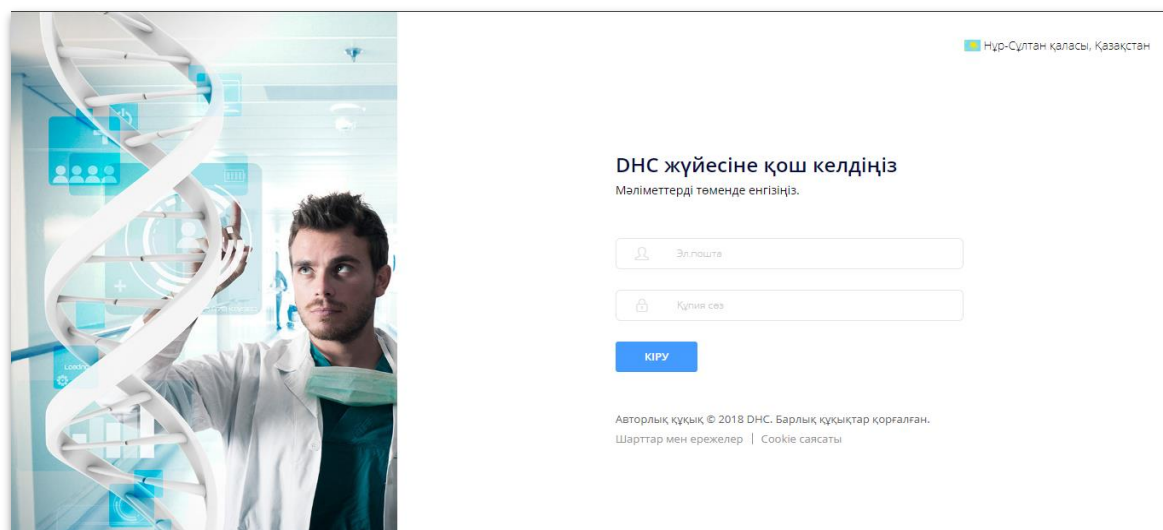 Нұр-Сұлтан қаласы, Қазақстан
DHC жүйесіне қош келдіңіз
Мәліметтерді төменде енгізіңіз.
Эл.пошта
Құпия сөз
КІРУ
Авторлық құқық © 2018 DHC. Барлық құқықтар қорғалған.
Шарттар мен ережелер | Cookie саясаты
Loading